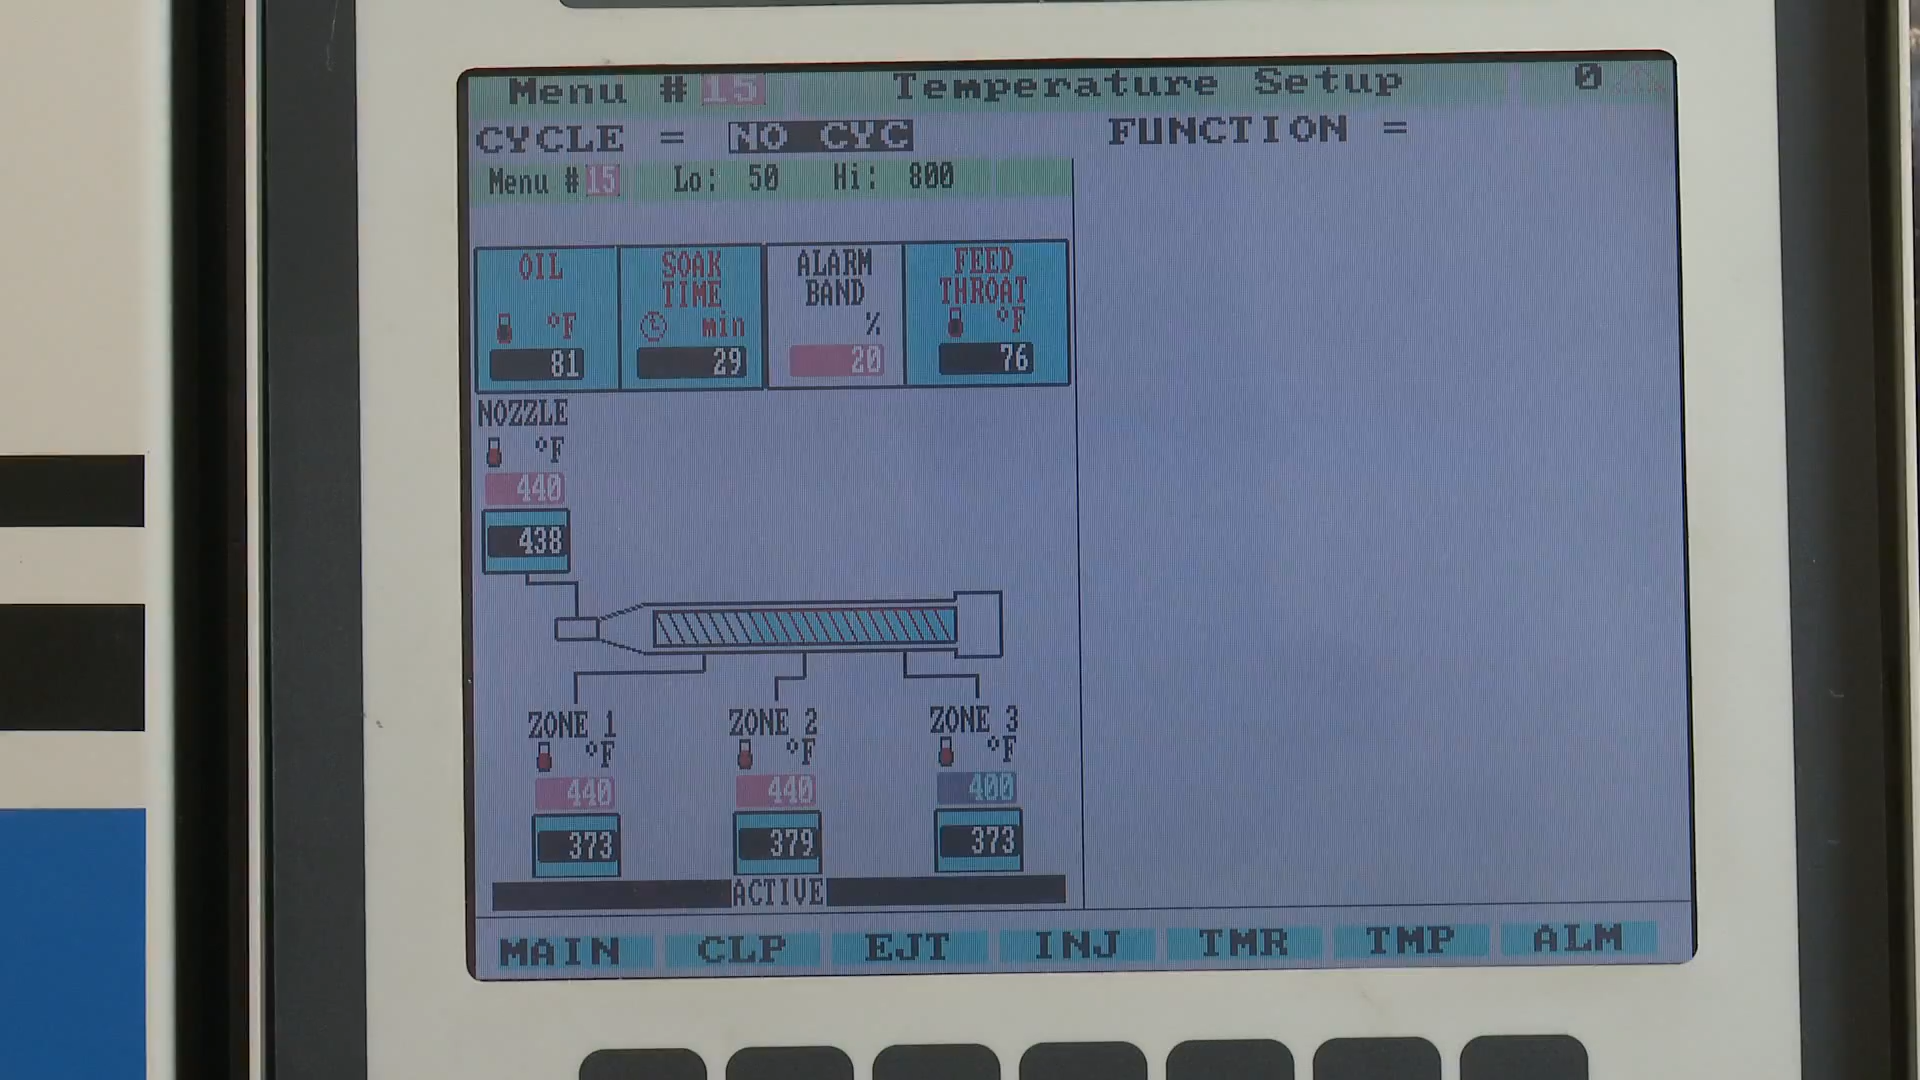 Menu # 15 Temperature Setup 0
CYCLE = NO CYC FUNCTION =
Menu #15 Lo: 50 Hi: 800
OIL SOAK TIME ALARM BAND FEED THROAT
°F min % °F
81 29 20 76
NOZZLE
°F
440
438
ZONE 1 ZONE 2 ZONE 3
°F °F °F
440 440 400
373 379 373
ACTIVE
MAIN CLP EJT INJ TMR TMP ALM